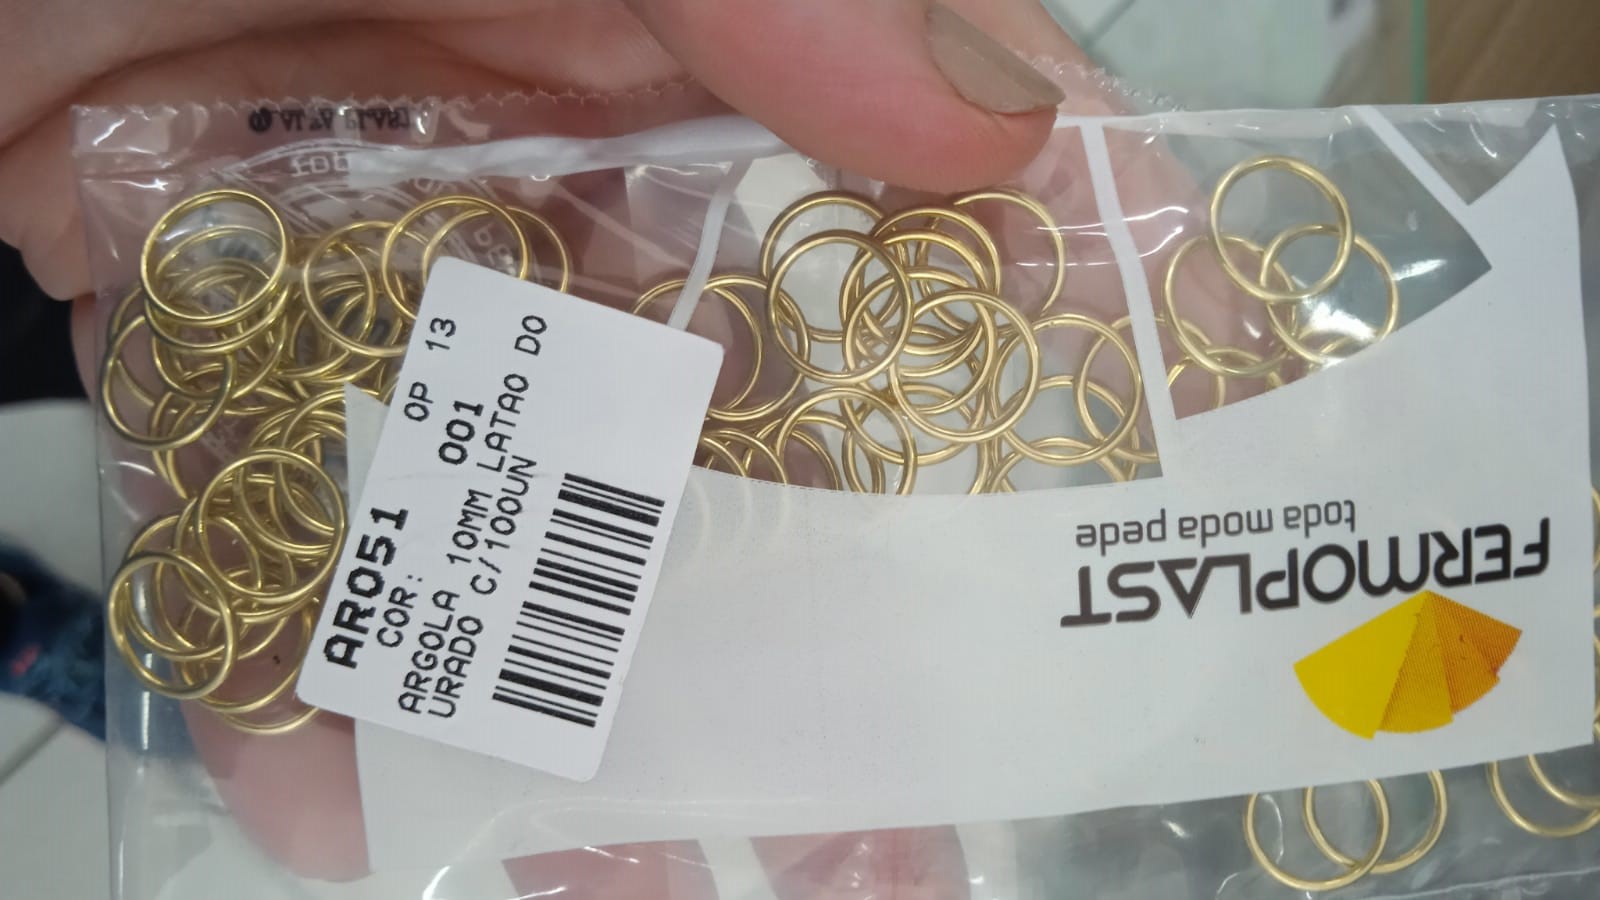 AR051 OP 13
COR: 001
ARGOLA 10MM LATAO DO
URADO C/100UN
FERMOPLAST
toda moda pede